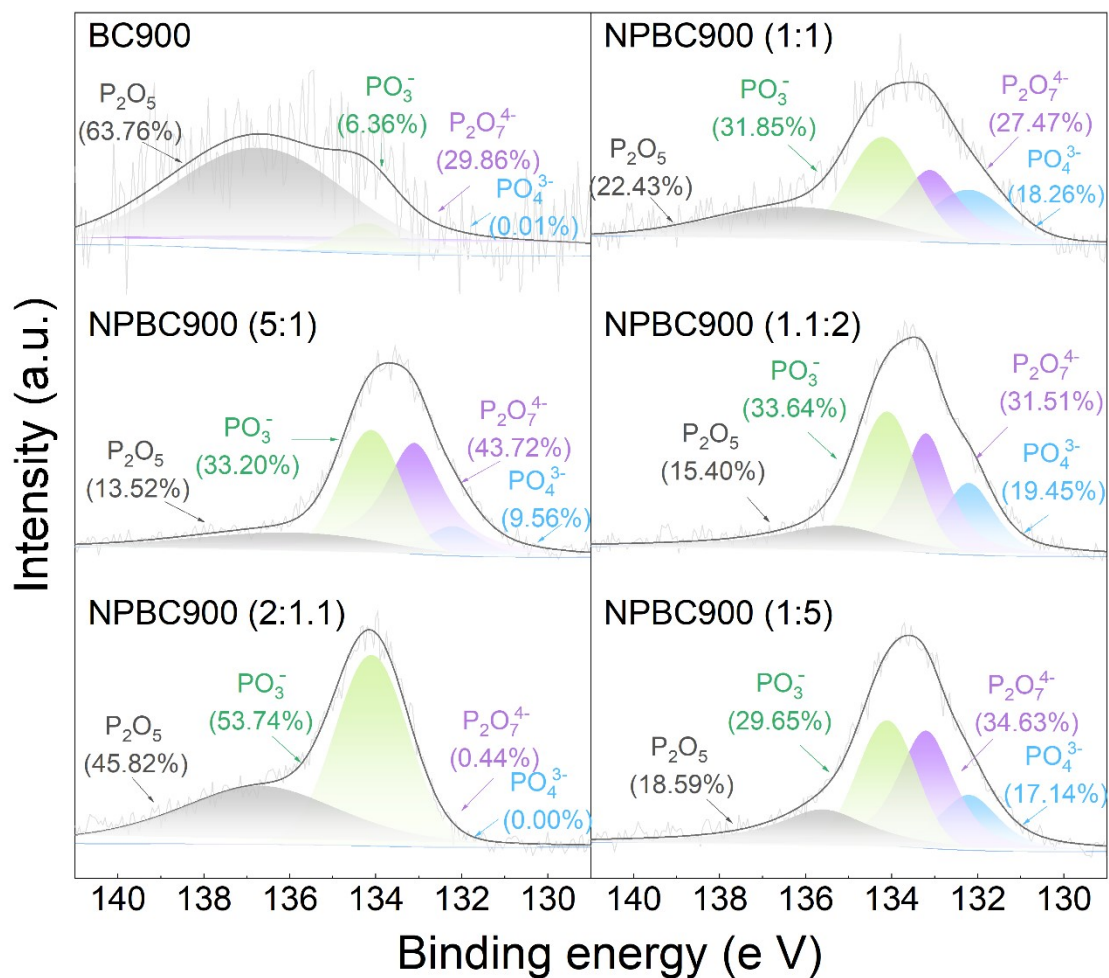 BC900
P₂O₅
(63.76%)
PO₃⁻
(6.36%)
P₂O₇⁴⁻
(29.86%)
PO₄³⁻
(0.01%)
NPBC900 (1:1)
P₂O₅
(22.43%)
PO₃⁻
(31.85%)
P₂O₇⁴⁻
(27.47%)
PO₄³⁻
(18.26%)
NPBC900 (5:1)
P₂O₅
(13.52%)
PO₃⁻
(33.20%)
P₂O₇⁴⁻
(43.72%)
PO₄³⁻
(9.56%)
NPBC900 (1.1:2)
P₂O₅
(15.40%)
PO₃⁻
(33.64%)
P₂O₇⁴⁻
(31.51%)
PO₄³⁻
(19.45%)
NPBC900 (2:1.1)
P₂O₅
(45.82%)
PO₃⁻
(53.74%)
P₂O₇⁴⁻
(0.44%)
PO₄³⁻
(0.00%)
NPBC900 (1:5)
P₂O₅
(18.59%)
PO₃⁻
(29.65%)
P₂O₇⁴⁻
(34.63%)
PO₄³⁻
(17.14%)
140 138 136 134 132 130
140 138 136 134 132 130
Intensity (a.u.)
Binding energy (e V)